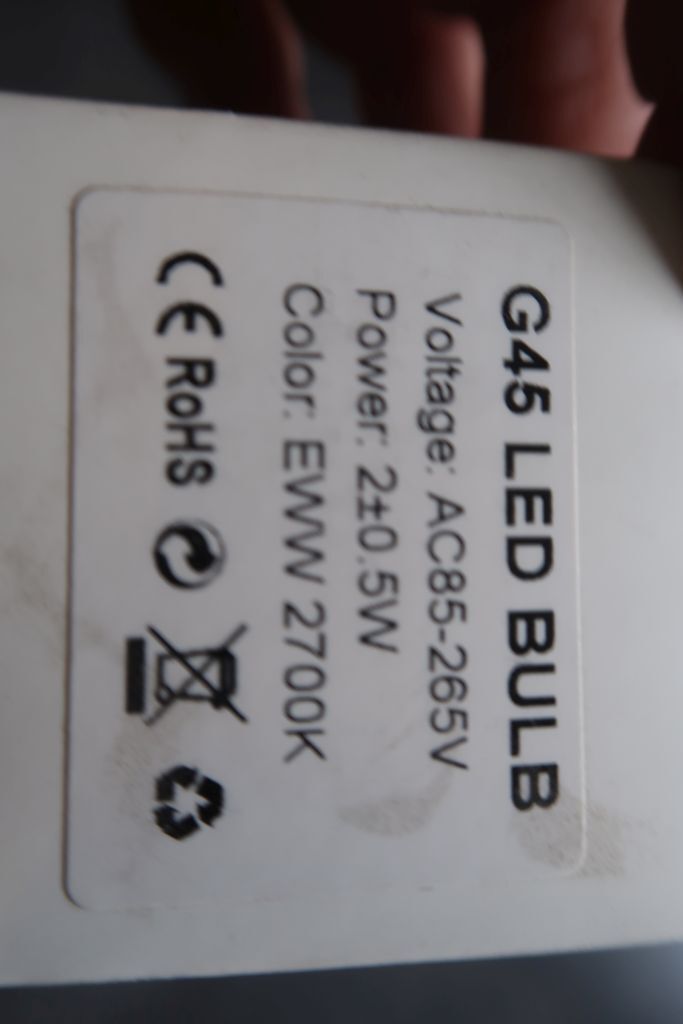 G45 LED BULB
Voltage: AC85-265V
Power: 2±0.5W
Color: EWW 2700K
CE RoHS